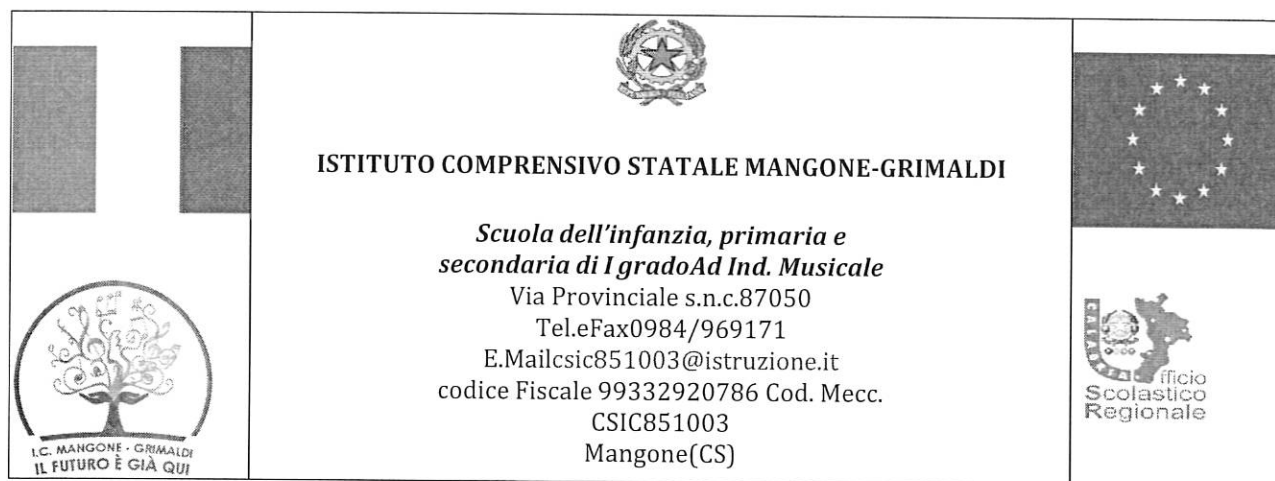 ISTITUTO COMPRENSIVO STATALE MANGONE-GRIMALDI
Scuola dell'infanzia, primaria e
secondaria di I gradoAd Ind. Musicale
Via Provinciale s.n.c.87050
Tel.eFax0984/969171
E.Mailcsic851003@istruzione.it
codice Fiscale 99332920786 Cod. Mecc.
CSIC851003
Mangone(CS)
I.C. MANGONE - GRIMALDI
IL FUTURO È GIÀ QUI
fficio
Scolastico
Regionale